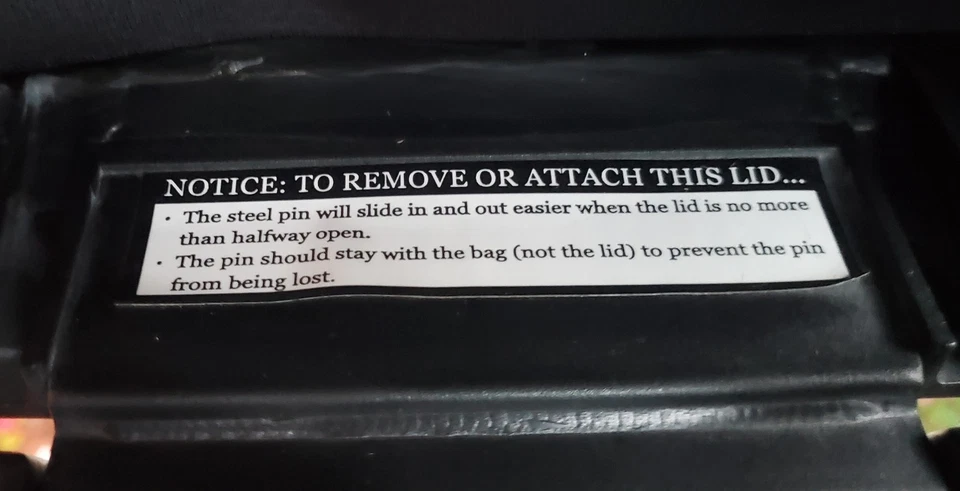 NOTICE: TO REMOVE OR ATTACH THIS LID...
• The steel pin will slide in and out easier when the lid is no more
than halfway open.
• The pin should stay with the bag (not the lid) to prevent the pin
from being lost.